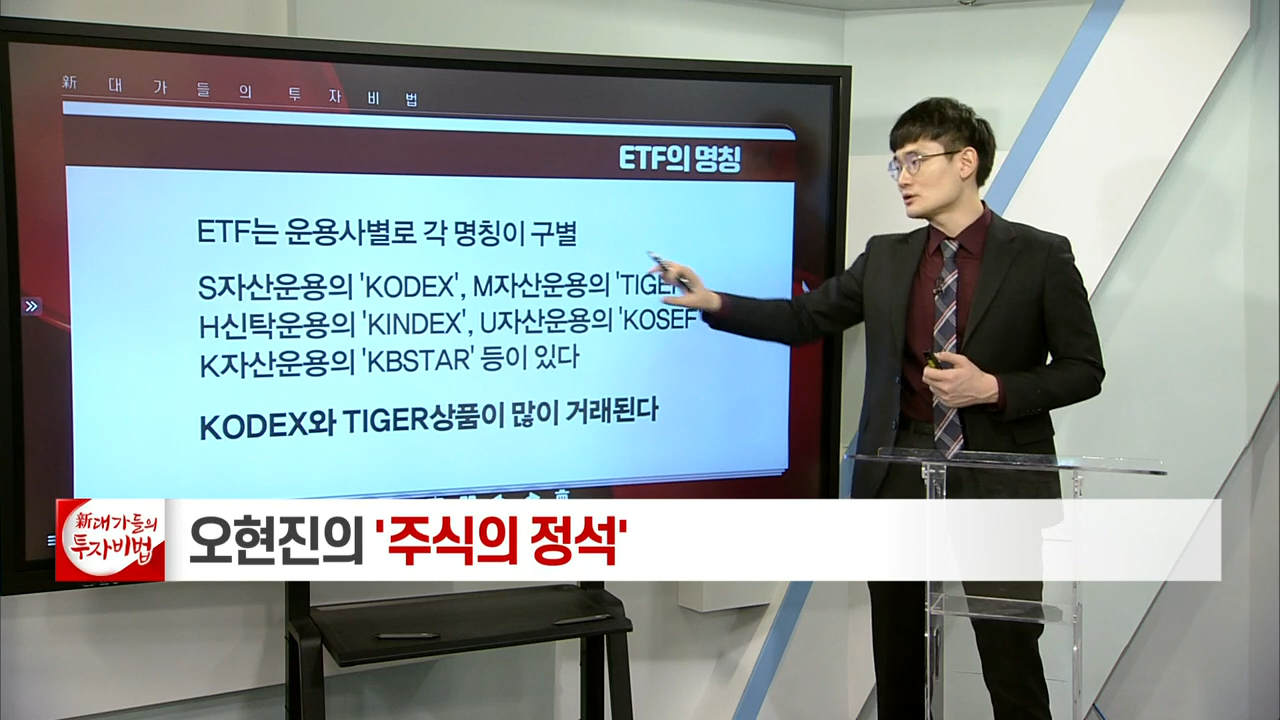 新 대 가 들 의 투 자 비 법
ETF의 명칭
ETF는 운용사별로 각 명칭이 구별
S자산운용의 'KODEX', M자산운용의 'TIGER
H신탁운용의 'KINDEX', U자산운용의 'KOSEF'
K자산운용의 'KBSTAR' 등이 있다
KODEX와 TIGER상품이 많이 거래된다
新대가들의
투자비법
오현진의 '주식의 정석'